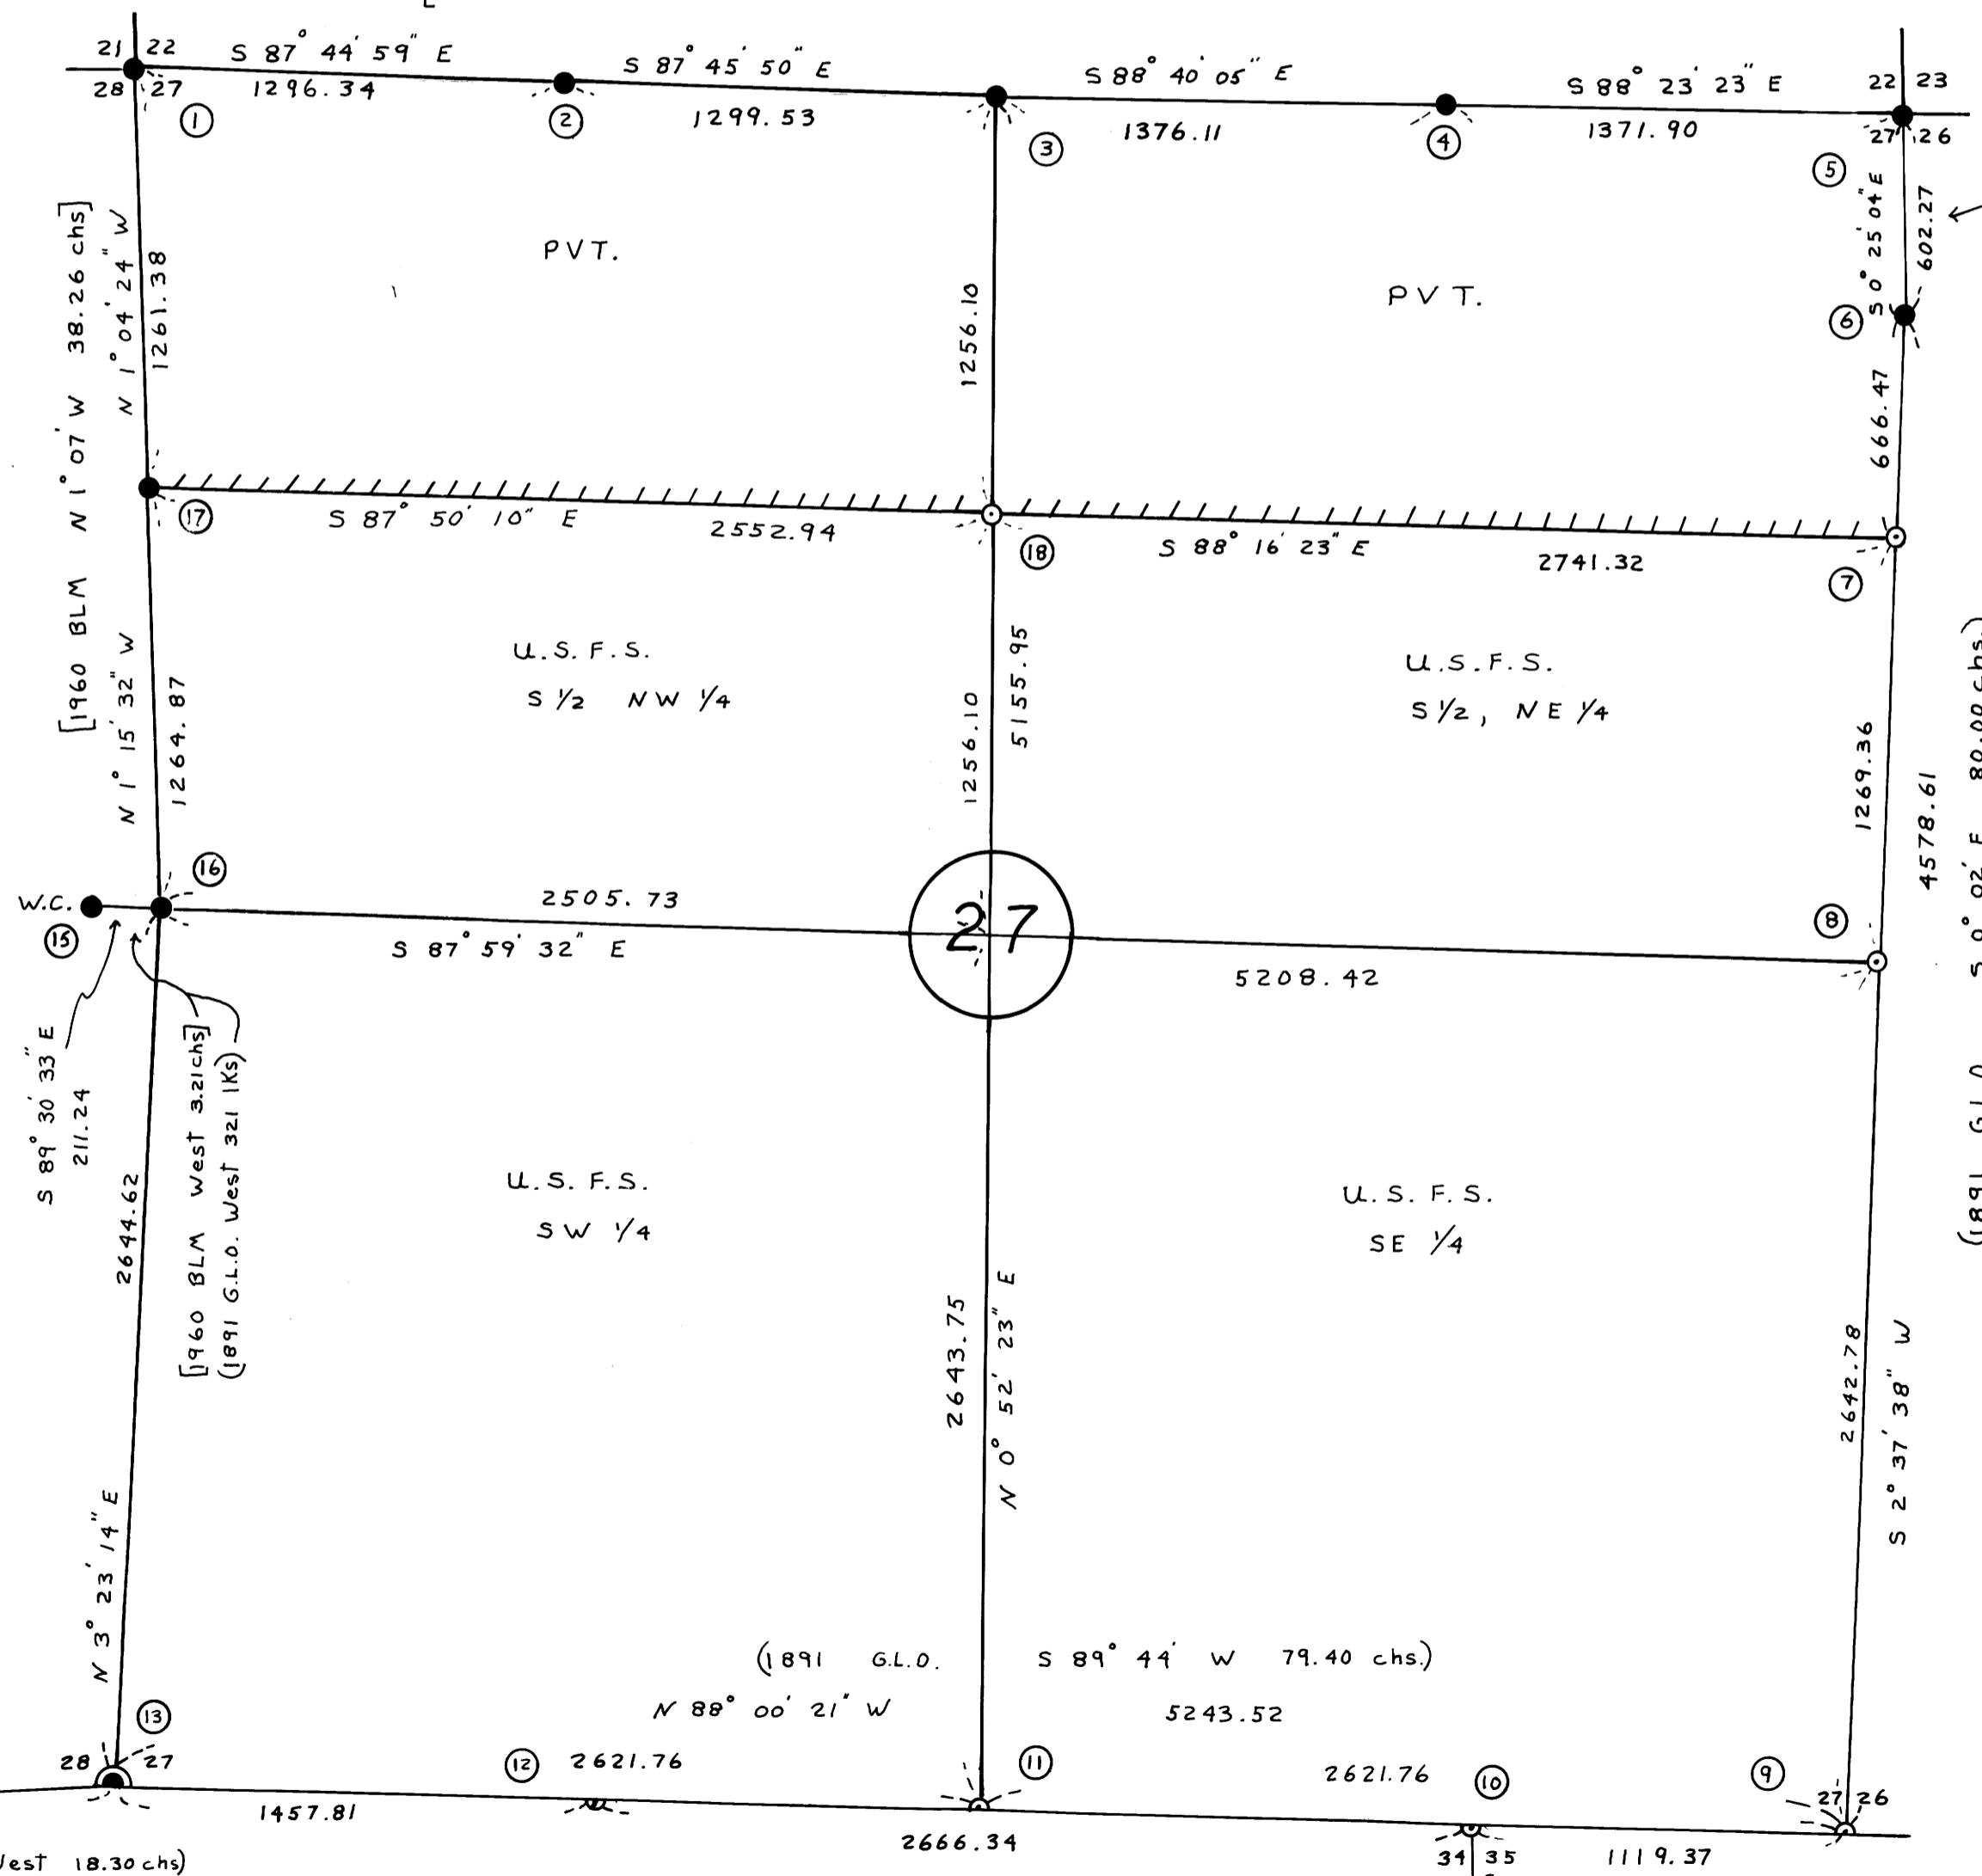 21 22
28 27
S 87° 44' 59" E
1296.34
S 87° 45' 50" E
1299.53
S 88° 40' 05" E
1376.11
S 88° 23' 23" E
1371.90
22 23
27 26
1
2
3
4
5
[1960 BLM N 1° 07' W 38.26 chs]
N 1° 04' 24" W
1261.38
PVT.
1256.10
PVT.
S 0° 25' 04" E
602.27
6
666.47
17
S 87° 50' 10" E
2552.94
18
S 88° 16' 23" E
2741.32
7
N 1° 15' 32" W
1264.87
U.S.F.S.
S 1/2 NW 1/4
1256.10
5155.95
U.S.F.S.
S 1/2, NE 1/4
1269.36
4578.61
S 0° 02' E 80.00 chs.)
(1891 G.L.O.
16
W.C.
15
2505.73
S 87° 59' 32" E
27
5208.42
8
S 89° 30' 33" E
211.24
[1960 BLM West 3.21 chs]
(1891 G.L.O. West 321 lks)
2644.62
N 3° 23' 14" E
U.S.F.S.
SW 1/4
2643.75
N 0° 52' 23" E
U.S.F.S.
SE 1/4
2642.78
S 2° 37' 38" W
(1891 G.L.O. S 89° 44' W 79.40 chs.)
N 88° 00' 21" W
5243.52
13
28 27
12
2621.76
11
2621.76
10
9
27 26
1457.81
2666.34
34 35
1119.37
West 18.30 chs)